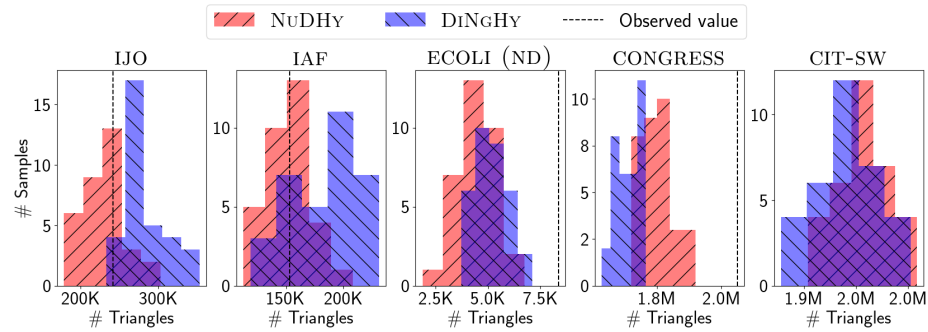 NuDHy DiNgHy Observed value
IJO IAF ECOLI (ND) CONGRESS CIT-SW
# Samples
15
10
5
0
200K 300K
# Triangles
10
5
0
150K 200K
# Triangles
10
5
0
2.5K 5.0K 7.5K
# Triangles
10
8
5
2
0
1.8M 2.0M
# Triangles
10
5
0
1.9M 2.0M 2.0M
# Triangles